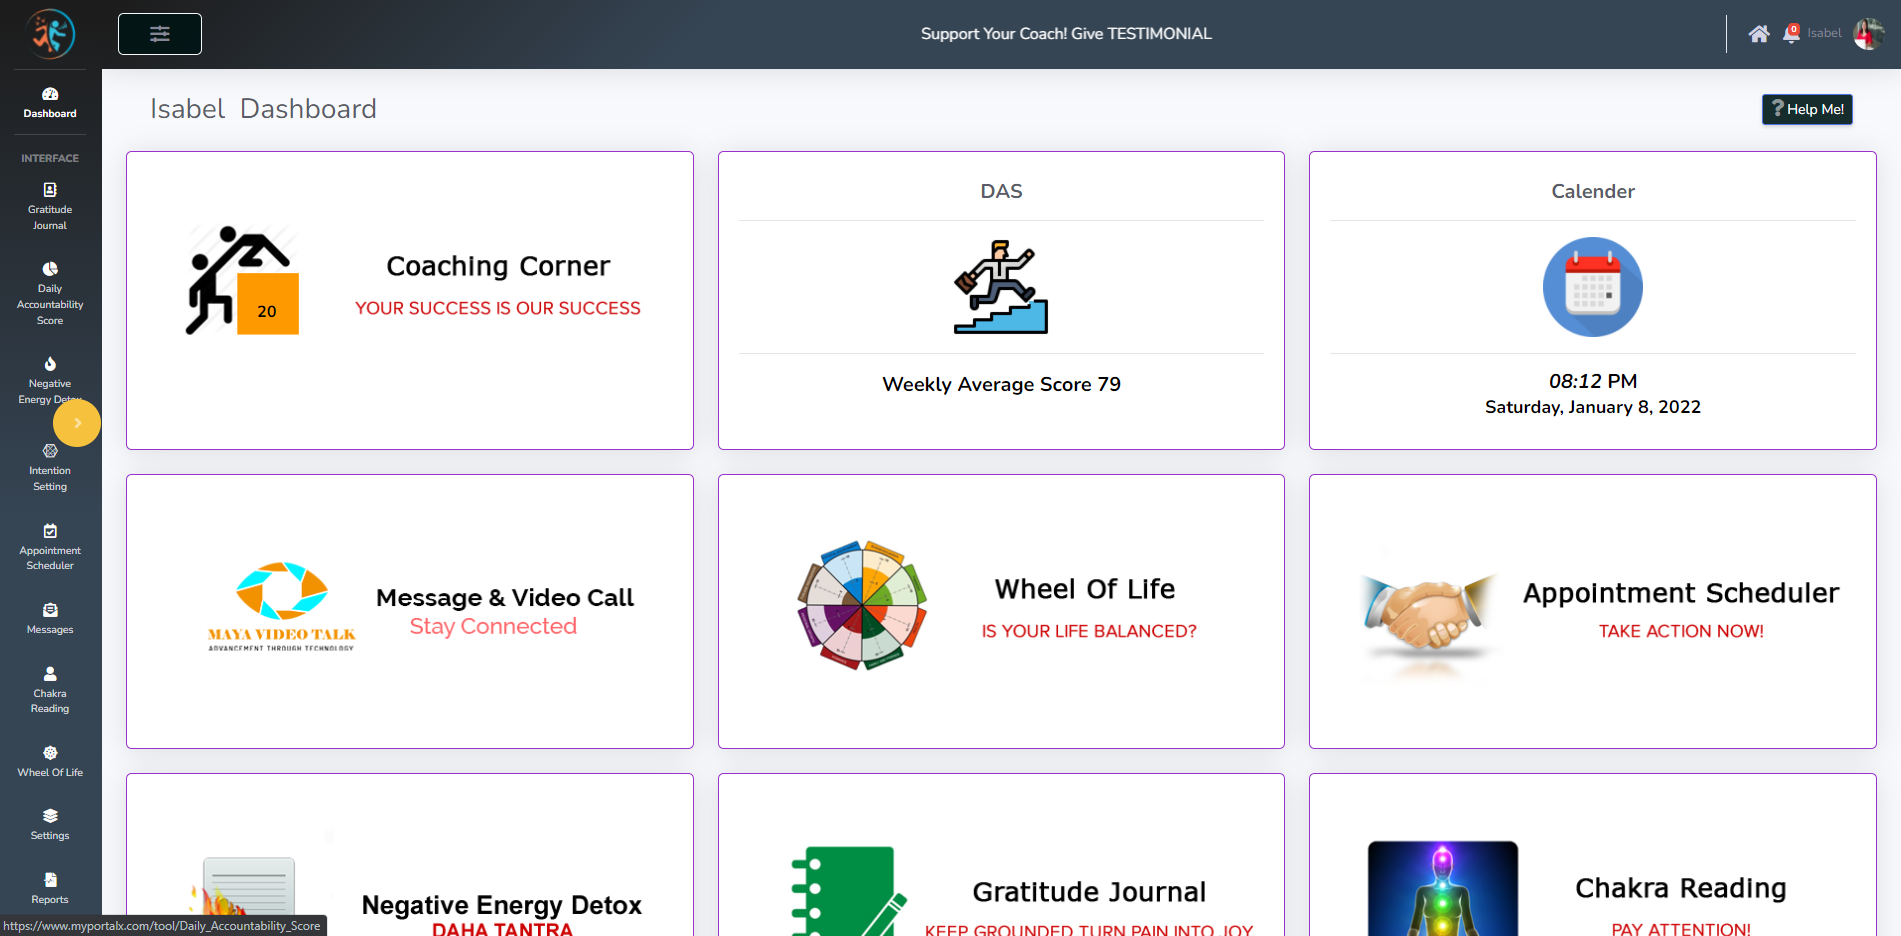 Support Your Coach! Give TESTIMONIAL
0
Isabel
Dashboard
INTERFACE
Gratitude
Journal
Daily
Accountability
Score
Negative
Energy Detox
Intention
Setting
Appointment
Scheduler
Messages
Chakra
Reading
Wheel Of Life
Settings
Reports
https://www.myportalx.com/tool/Daily_Accountability_Score
Isabel Dashboard
?Help Me!
20
Coaching Corner
YOUR SUCCESS IS OUR SUCCESS
DAS
Weekly Average Score 79
Calender
08:12 PM
Saturday, January 8, 2022
MAYA VIDEO TALK
ADVANCEMENT THROUGH TECHNOLOGY
Message & Video Call
Stay Connected
Wheel Of Life
IS YOUR LIFE BALANCED?
Appointment Scheduler
TAKE ACTION NOW!
Negative Energy Detox
DAHA TANTRA
Gratitude Journal
KEEP GROUNDED TURN PAIN INTO JOY
Chakra Reading
PAY ATTENTION!